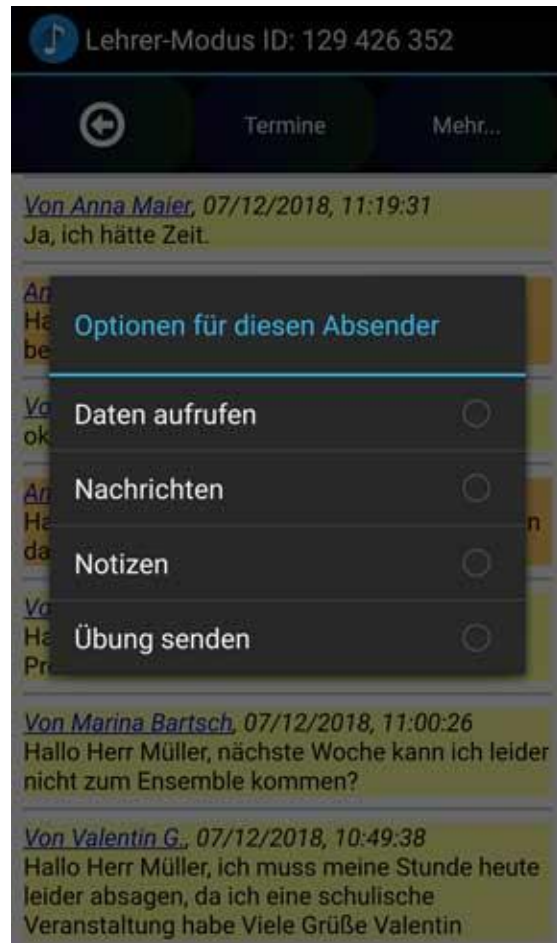 Lehrer-Modus ID: 129 426 352
Termine
Mehr...
Von Anna Maier, 07/12/2018, 11:19:31
Ja, ich hätte Zeit.
Optionen für diesen Absender
Daten aufrufen
Nachrichten
Notizen
Übung senden
Von Marina Bartsch, 07/12/2018, 11:00:26
Hallo Herr Müller, nächste Woche kann ich leider
nicht zum Ensemble kommen?
Von Valentin G., 07/12/2018, 10:49:38
Hallo Herr Müller, ich muss meine Stunde heute
leider absagen, da ich eine schulische
Veranstaltung habe Viele Grüße Valentin